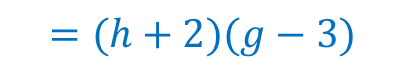 = (h + 2)(g − 3)